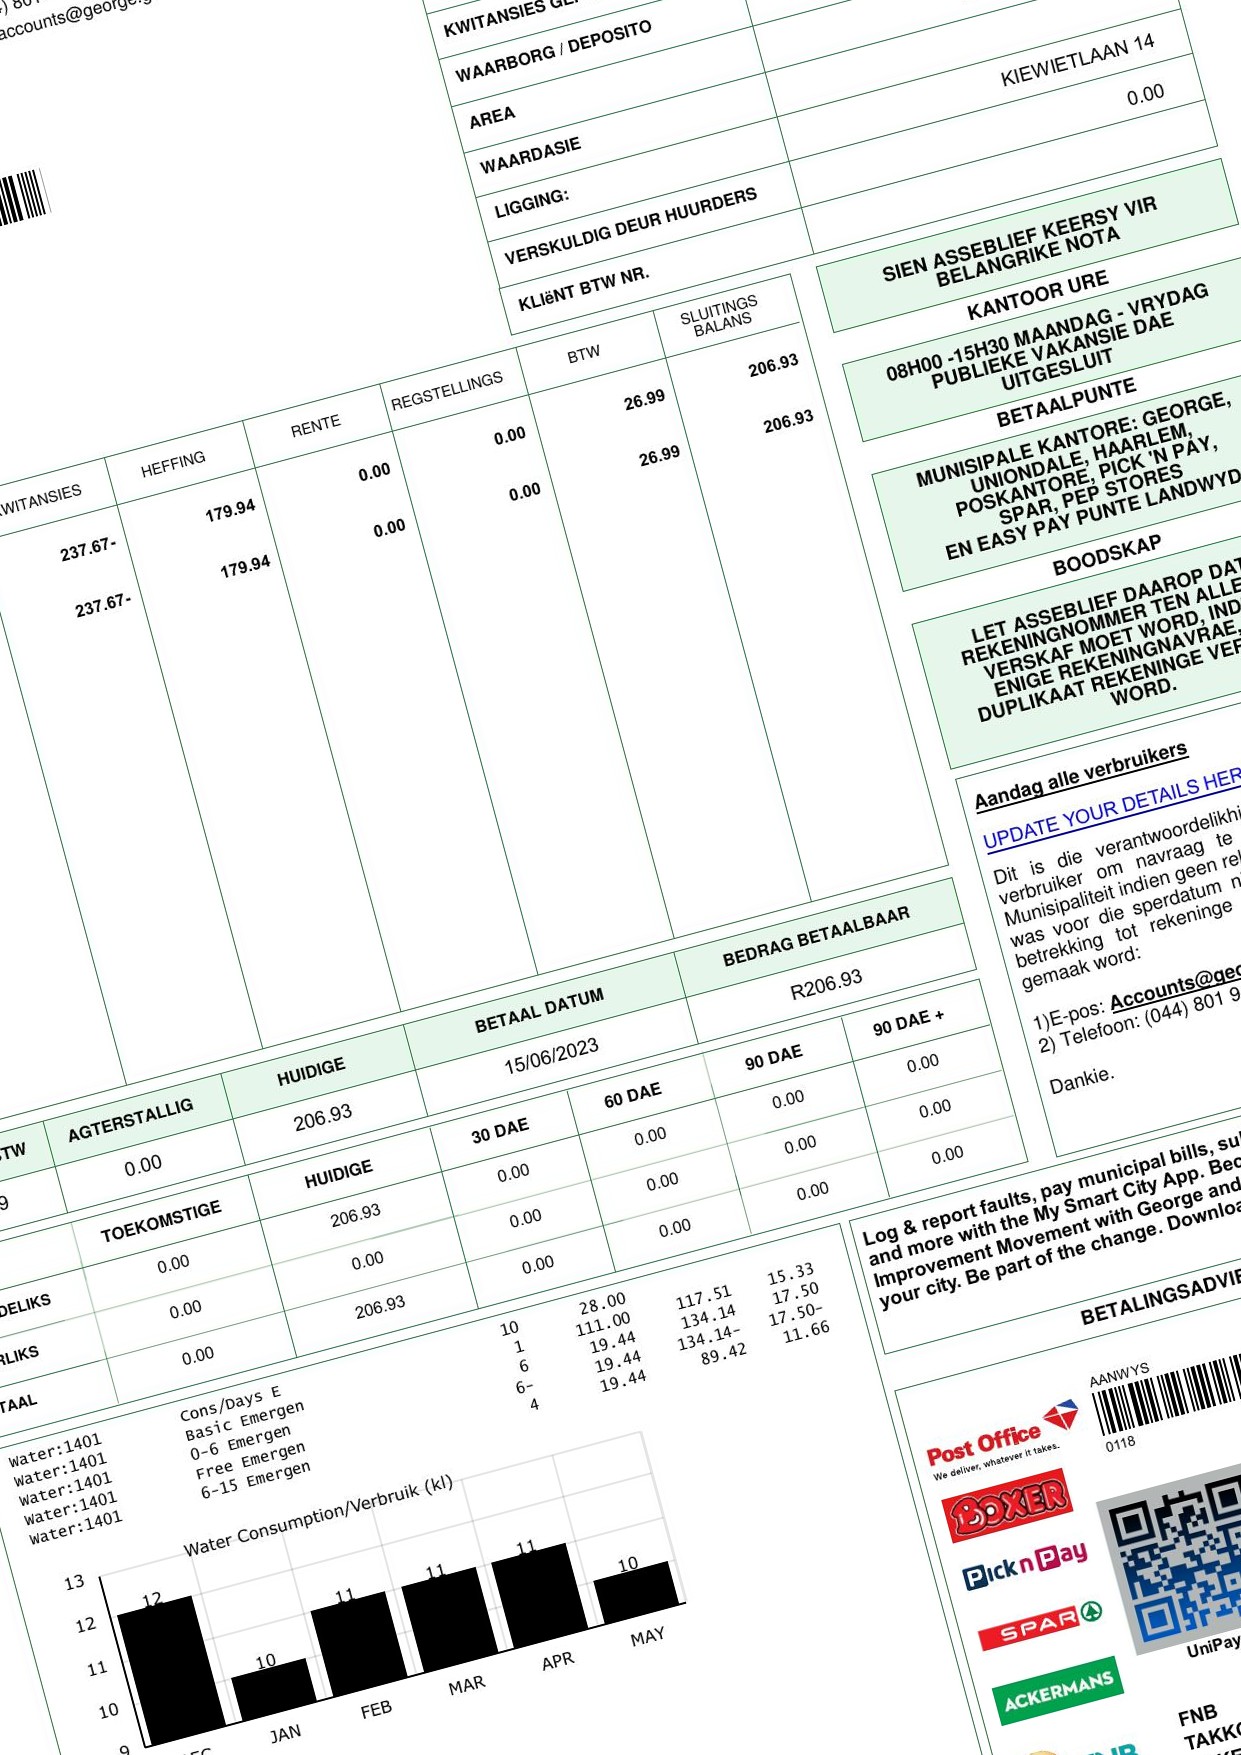 accounts@george.g
KWITANSIES
WAARBORG / DEPOSITO
AREA
WAARDASIE
LIGGING:
KIEWIETLAAN 14
VERSKULDIG DEUR HUURDERS
0.00
KLIëNT BTW NR.
SIEN ASSEBLIEF KEERSY VIR
BELANGRIKE NOTA
KANTOOR URE
08H00 -15H30 MAANDAG - VRYDAG
PUBLIEKE VAKANSIE DAE
UITGESLUIT
BETAALPUNTE
MUNISIPALE KANTORE: GEORGE,
UNIONDALE, HAARLEM,
POSKANTORE, PICK 'N PAY,
SPAR, PEP STORES
EN EASY PAY PUNTE LANDWYD
BOODSKAP
LET ASSEBLIEF DAAROP DAT
REKENINGNOMMER TEN ALLE
VERSKAF MOET WORD, IND
ENIGE REKENINGNAVRAE,
DUPLIKAAT REKENINGE VER
WORD.
WITANSIES HEFFING RENTE REGSTELLINGS BTW SLUITINGS BALANS
237.67- 179.94 0.00 0.00 26.99 206.93
237.67- 179.94 0.00 0.00 26.99 206.93
Aandag alle verbruikers
UPDATE YOUR DETAILS HER
Dit is die verantwoordelikhi
verbruiker om navraag te
Munisipaliteit indien geen rel
was voor die sperdatum n
betrekking tot rekeninge
gemaak word:
1)E-pos: Accounts@geo
2) Telefoon: (044) 801 9
Dankie.
TW AGTERSTALLIG HUIDIGE BETAAL DATUM BEDRAG BETAALBAAR
9 0.00 206.93 15/06/2023 R206.93
TOEKOMSTIGE HUIDIGE 30 DAE 60 DAE 90 DAE 90 DAE +
DELIKS 0.00 206.93 0.00 0.00 0.00 0.00
RLIKS 0.00 0.00 0.00 0.00 0.00 0.00
TAAL 0.00 206.93 0.00 0.00 0.00 0.00
Water:1401 Cons/Days E 10 28.00 117.51 15.33
Water:1401 Basic Emergen 1 111.00 134.14 17.50
Water:1401 0-6 Emergen 6 19.44 134.14- 17.50-
Water:1401 Free Emergen 6- 19.44 89.42 11.66
Water:1401 6-15 Emergen 4 19.44
Water Consumption/Verbruik (kl)
13
12
11
10
9
12
10
11
11
11
10
JAN
FEB
MAR
APR
MAY
Log & report faults, pay municipal bills, su
and more with the My Smart City App. Bec
Improvement Movement with George and
your city. Be part of the change. Downloa
BETALINGSADVIE
AANWYS
0118
Post Office
We deliver, whatever it takes.
BOXER
Pick n Pay
SPAR
ACKERMANS
UniPay
FNB
TAKK